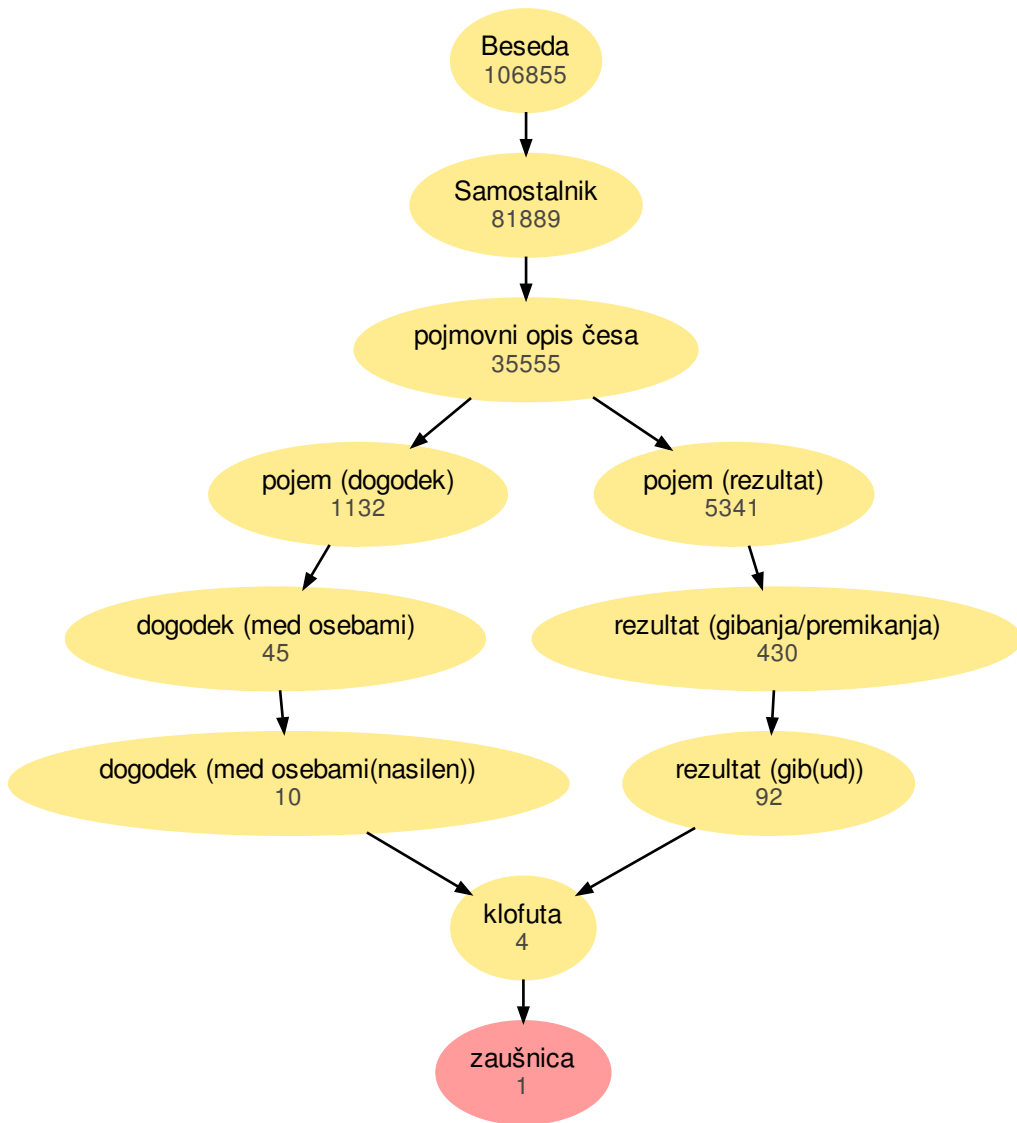 Beseda
106855
Samostalnik
81889
pojmovni opis česa
35555
pojem (dogodek)
1132
pojem (rezultat)
5341
dogodek (med osebami)
45
rezultat (gibanja/premikanja)
430
dogodek (med osebami(nasilen))
10
rezultat (gib(ud))
92
klofuta
4
zaušnica
1